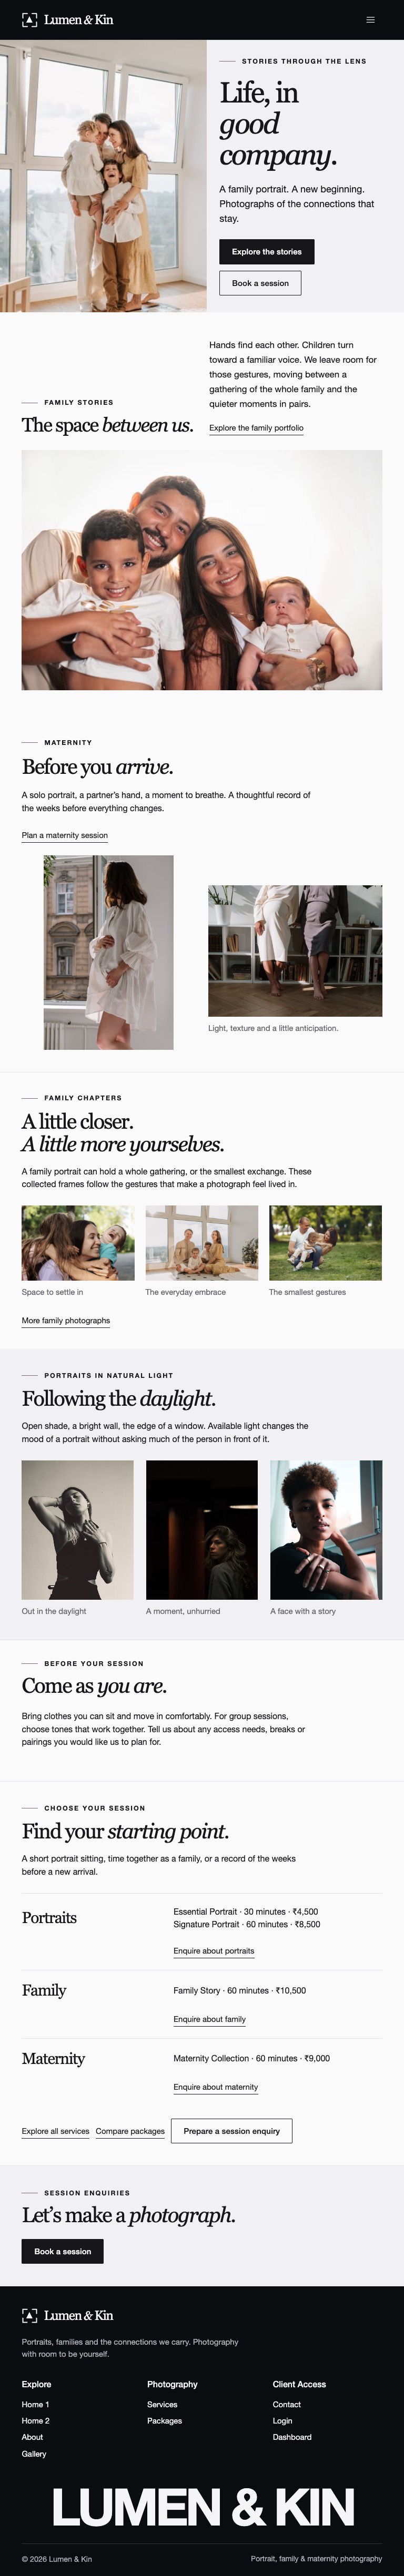 Lumen & Kin
STORIES THROUGH THE LENS
Life, in
good
company.
A family portrait. A new beginning.
Photographs of the connections that
stay.
Explore the stories
Book a session
Hands find each other. Children turn
toward a familiar voice. We leave room for
those gestures, moving between a
gathering of the whole family and the
quieter moments in pairs.
FAMILY STORIES
The space between us.
Explore the family portfolio
MATERNITY
Before you arrive.
A solo portrait, a partner’s hand, a moment to breathe. A thoughtful record of
the weeks before everything changes.
Plan a maternity session
Light, texture and a little anticipation.
FAMILY CHAPTERS
A little closer.
A little more yourselves.
A family portrait can hold a whole gathering, or the smallest exchange. These
collected frames follow the gestures that make a photograph feel lived in.
Space to settle in
The everyday embrace
The smallest gestures
More family photographs
PORTRAITS IN NATURAL LIGHT
Following the daylight.
Open shade, a bright wall, the edge of a window. Available light changes the
mood of a portrait without asking much of the person in front of it.
Out in the daylight
A moment, unhurried
A face with a story
BEFORE YOUR SESSION
Come as you are.
Bring clothes you can sit and move in comfortably. For group sessions,
choose tones that work together. Tell us about any access needs, breaks or
pairings you would like us to plan for.
CHOOSE YOUR SESSION
Find your starting point.
A short portrait sitting, time together as a family, or a record of the weeks
before a new arrival.
Portraits
Essential Portrait · 30 minutes · ₹4,500
Signature Portrait · 60 minutes · ₹8,500
Enquire about portraits
Family
Family Story · 60 minutes · ₹10,500
Enquire about family
Maternity
Maternity Collection · 60 minutes · ₹9,000
Enquire about maternity
Explore all services
Compare packages
Prepare a session enquiry
SESSION ENQUIRIES
Let’s make a photograph.
Book a session
Lumen & Kin
Portraits, families and the connections we carry. Photography
with room to be yourself.
Explore
Home 1
Home 2
About
Gallery
Photography
Services
Packages
Client Access
Contact
Login
Dashboard
LUMEN & KIN
© 2026 Lumen & Kin
Portrait, family & maternity photography